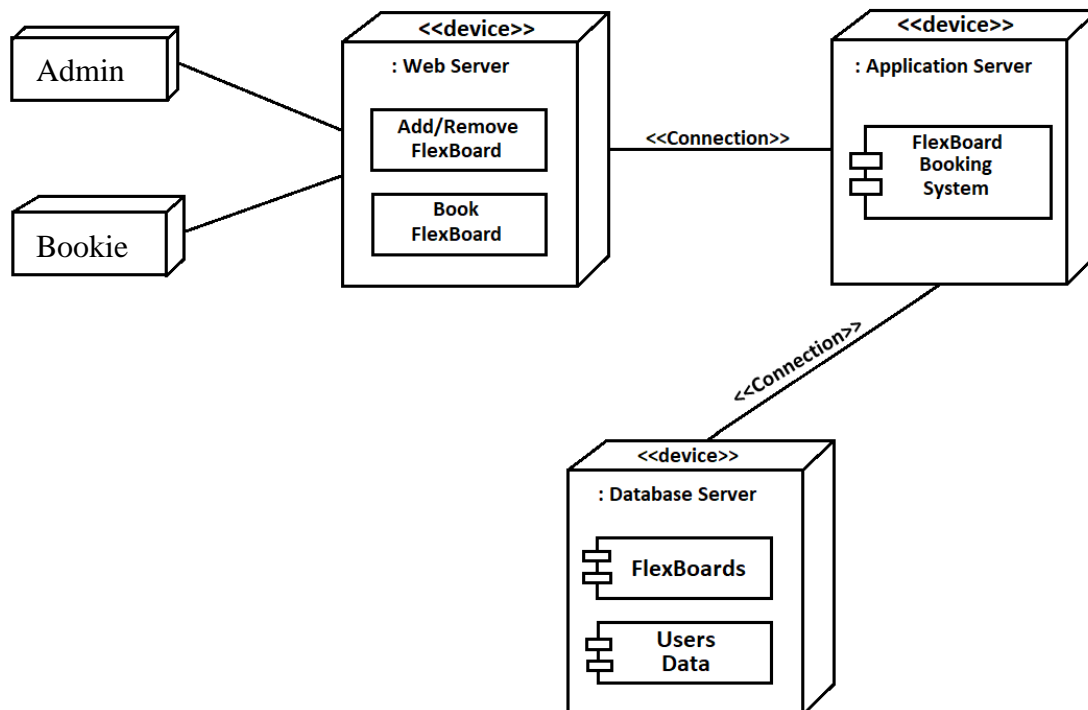 Admin
Bookie
<<device>>
: Web Server
Add/Remove
FlexBoard
Book
FlexBoard
<<Connection>>
<<device>>
: Application Server
FlexBoard
Booking
System
<<Connection>>
<<device>>
: Database Server
FlexBoards
Users
Data